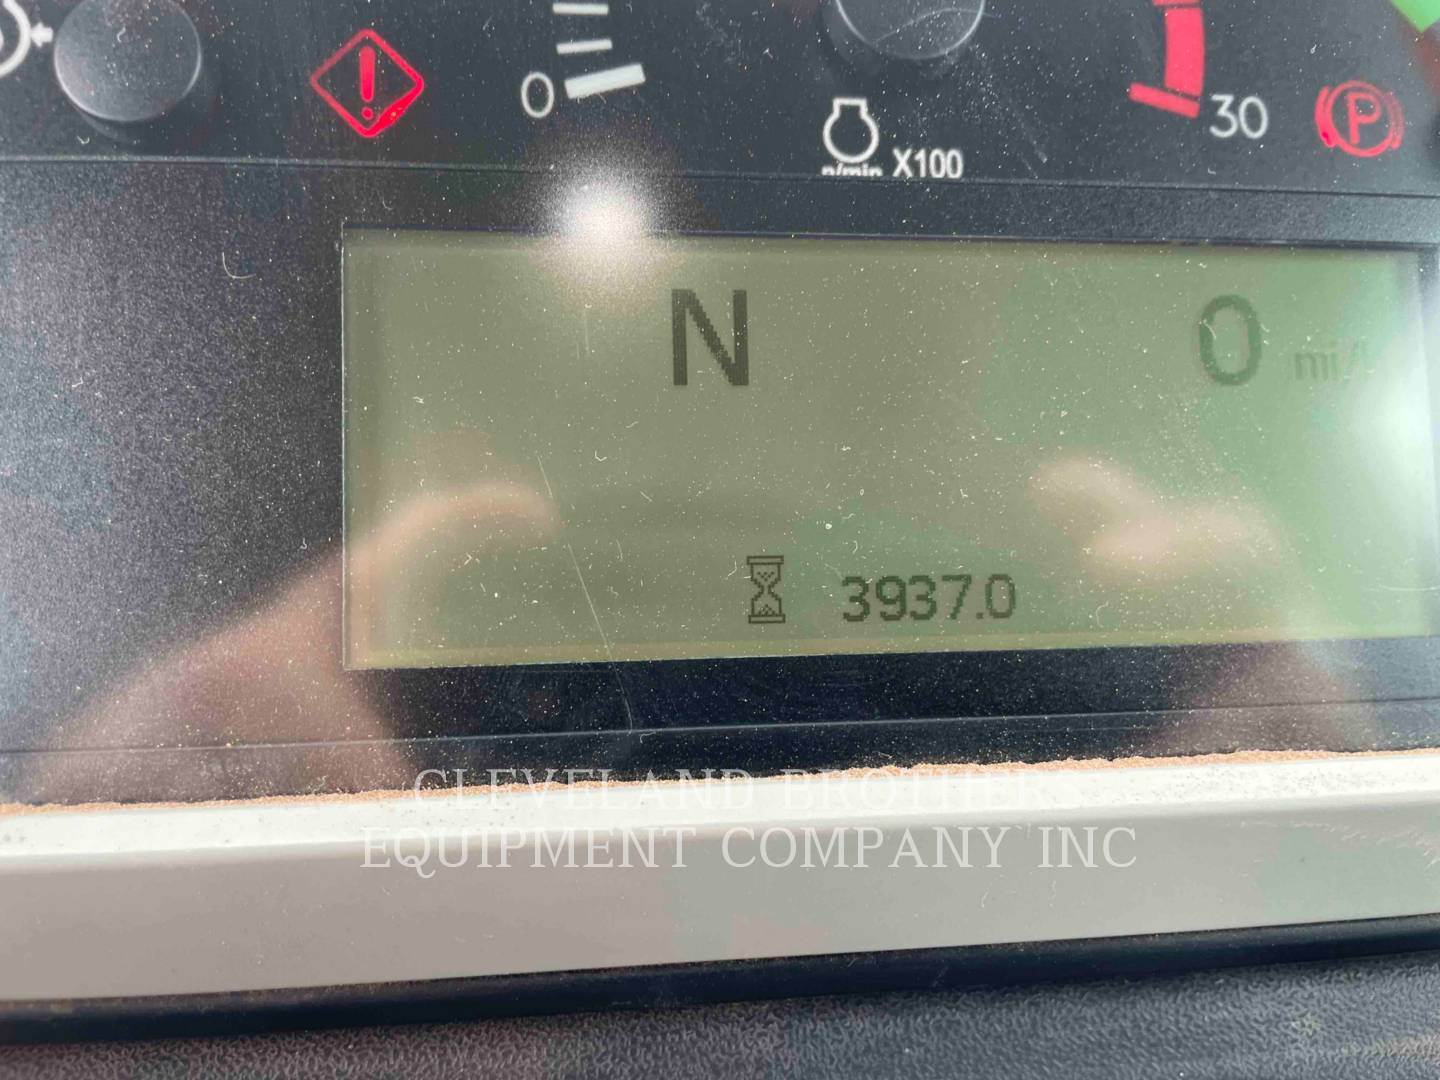 0
30
P
n/min X100
N 0 mi/
3937.0
CLEVELAND BROTHERS
EQUIPMENT COMPANY INC